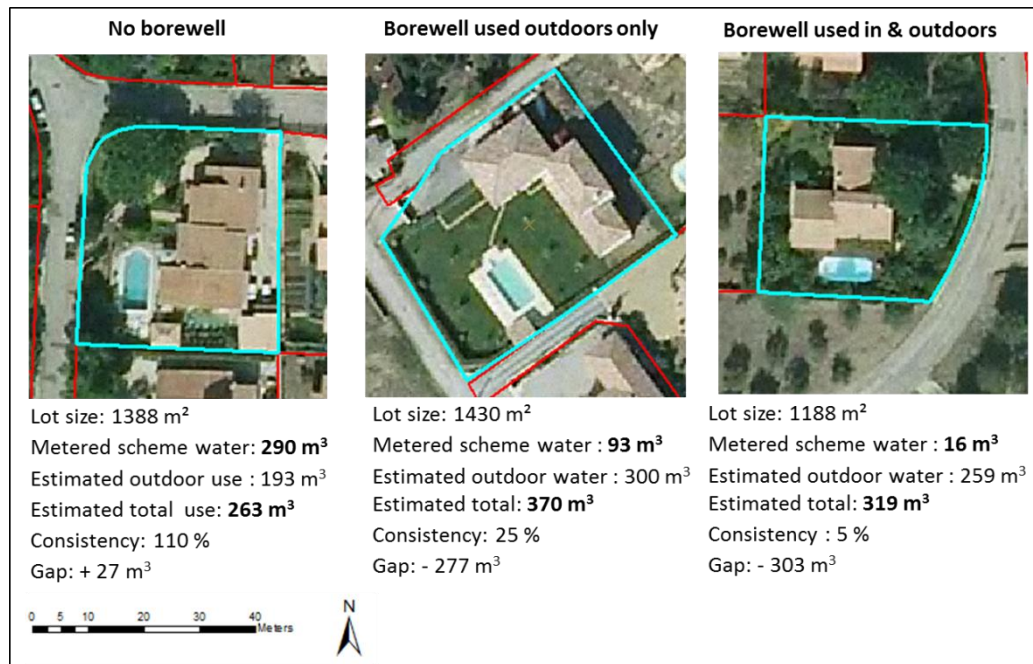 No borewell
Lot size: 1388 m²
Metered scheme water: 290 m³
Estimated outdoor use : 193 m³
Estimated total use: 263 m³
Consistency: 110 %
Gap: + 27 m³
Borewell used outdoors only
Lot size: 1430 m²
Metered scheme water : 93 m³
Estimated outdoor water : 300 m³
Estimated total: 370 m³
Consistency: 25 %
Gap: - 277 m³
Borewell used in & outdoors
Lot size: 1188 m²
Metered scheme water : 16 m³
Estimated outdoor water : 259 m³
Estimated total: 319 m³
Consistency : 5 %
Gap: - 303 m³
0 5 10 20 30 40
Meters
N